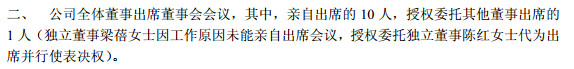 二、 公司全体董事出席董事会会议，其中，亲自出席的 10 人，授权委托其他董事出席的
1 人（独立董事梁蓓女士因工作原因未能亲自出席会议，授权委托独立董事陈红女士代为出
席并行使表决权）。